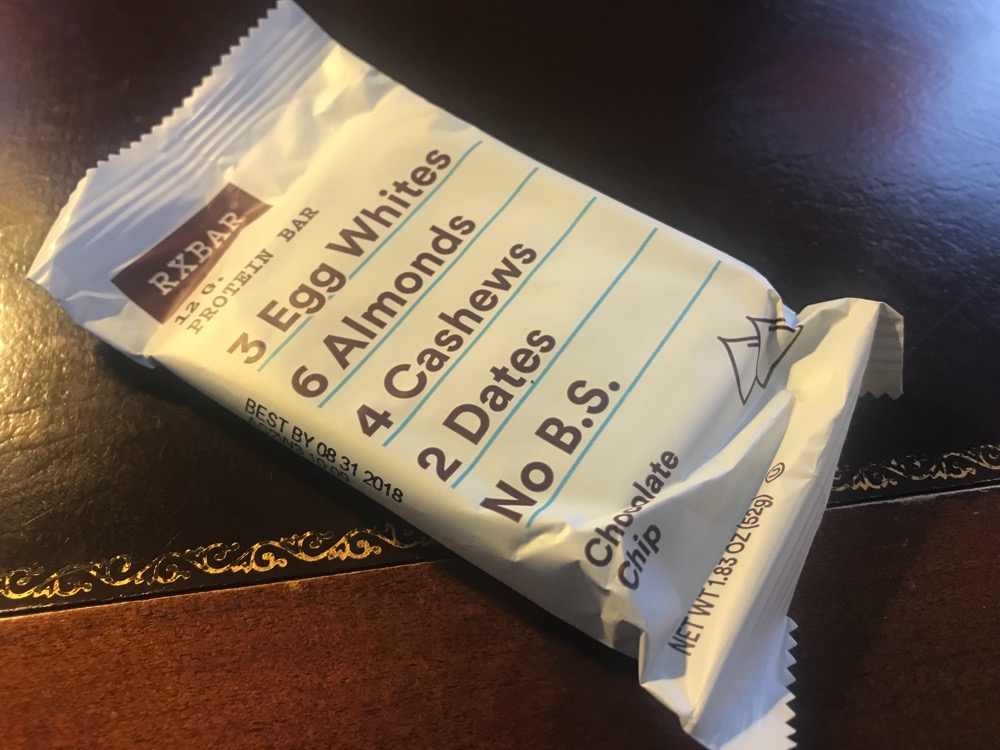 RXBAR
12 G.
PROTEIN BAR
3 Egg Whites
6 Almonds
4 Cashews
2 Dates
No B.S.
Chocolate
Chip
BEST BY 08 31 2018
NET WT 1.83 OZ (52g)